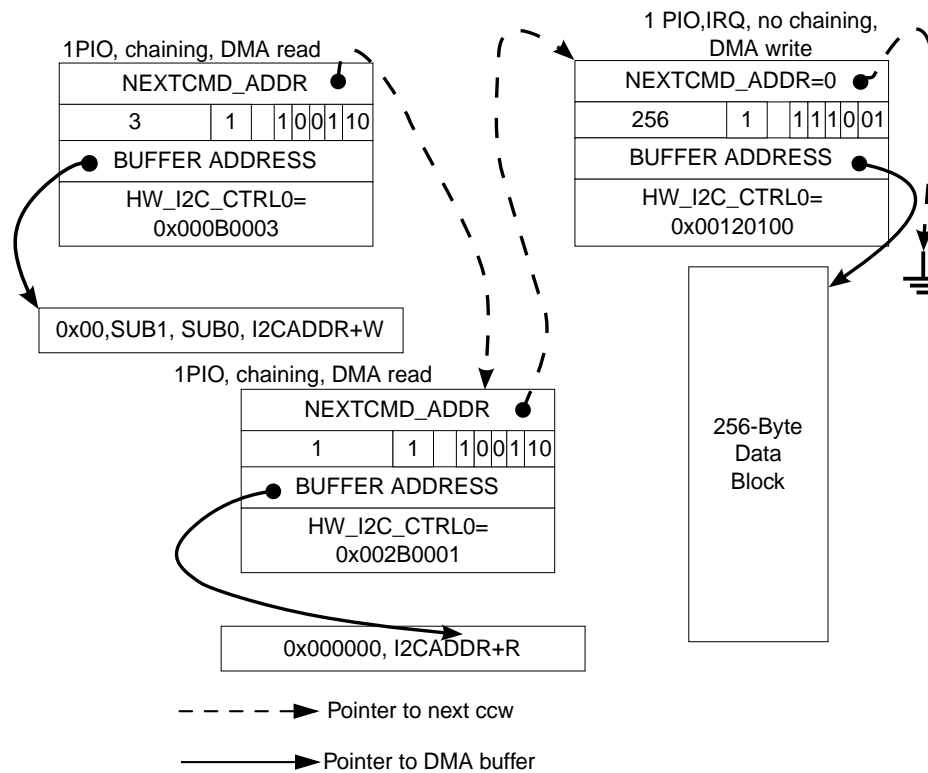 1PIO, chaining, DMA read
NEXTCMD_ADDR
3 1 1 0 0 1 10
BUFFER ADDRESS
HW_I2C_CTRL0=
0x000B0003
0x00,SUB1, SUB0, I2CADDR+W
1PIO, chaining, DMA read
NEXTCMD_ADDR
1 1 1 0 0 1 10
BUFFER ADDRESS
HW_I2C_CTRL0=
0x002B0001
0x000000, I2CADDR+R
1 PIO,IRQ, no chaining,
DMA write
NEXTCMD_ADDR=0
256 1 1 1 1 0 01
BUFFER ADDRESS
HW_I2C_CTRL0=
0x00120100
256-Byte
Data
Block
Pointer to next ccw
Pointer to DMA buffer